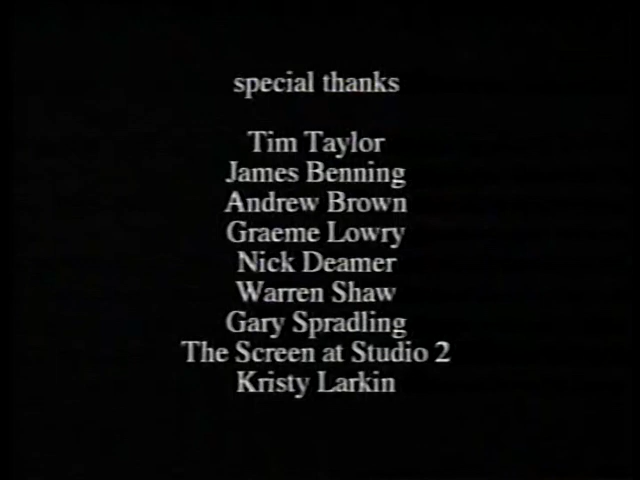 special thanks
Tim Taylor
James Benning
Andrew Brown
Graeme Lowry
Nick Deamer
Warren Shaw
Gary Spradling
The Screen at Studio 2
Kristy Larkin